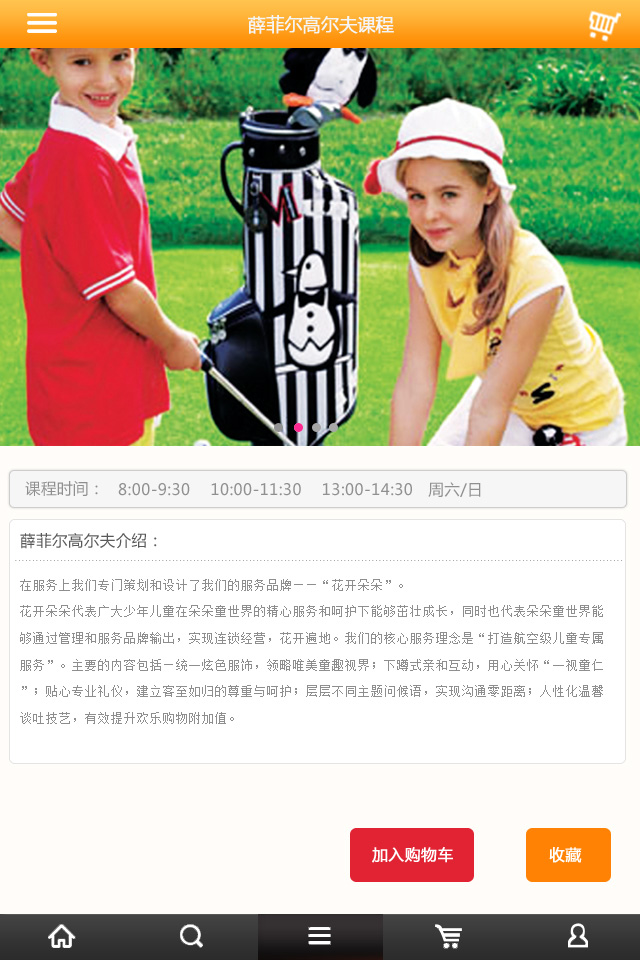 薛菲尔高尔夫课程
课程时间： 8:00-9:30 10:00-11:30 13:00-14:30 周六/日
薛菲尔高尔夫介绍：
在服务上我们专门策划和设计了我们的服务品牌——“花开朵朵”。
花开朵朵代表广大少年儿童在朵朵童世界的精心服务和呵护下能够茁壮成长，同时也代表朵朵童世界能
够通过管理和服务品牌输出，实现连锁经营，花开遍地。我们的核心服务理念是“打造航空级儿童专属
服务”。主要的内容包括－统一炫色服饰，领略唯美童趣视界；下蹲式亲和互动，用心关怀“一视童仁
”；贴心专业礼仪，建立客至如归的尊重与呵护；层层不同主题问候语，实现沟通零距离；人性化温馨
谈吐技艺，有效提升欢乐购物附加值。
加入购物车 收藏